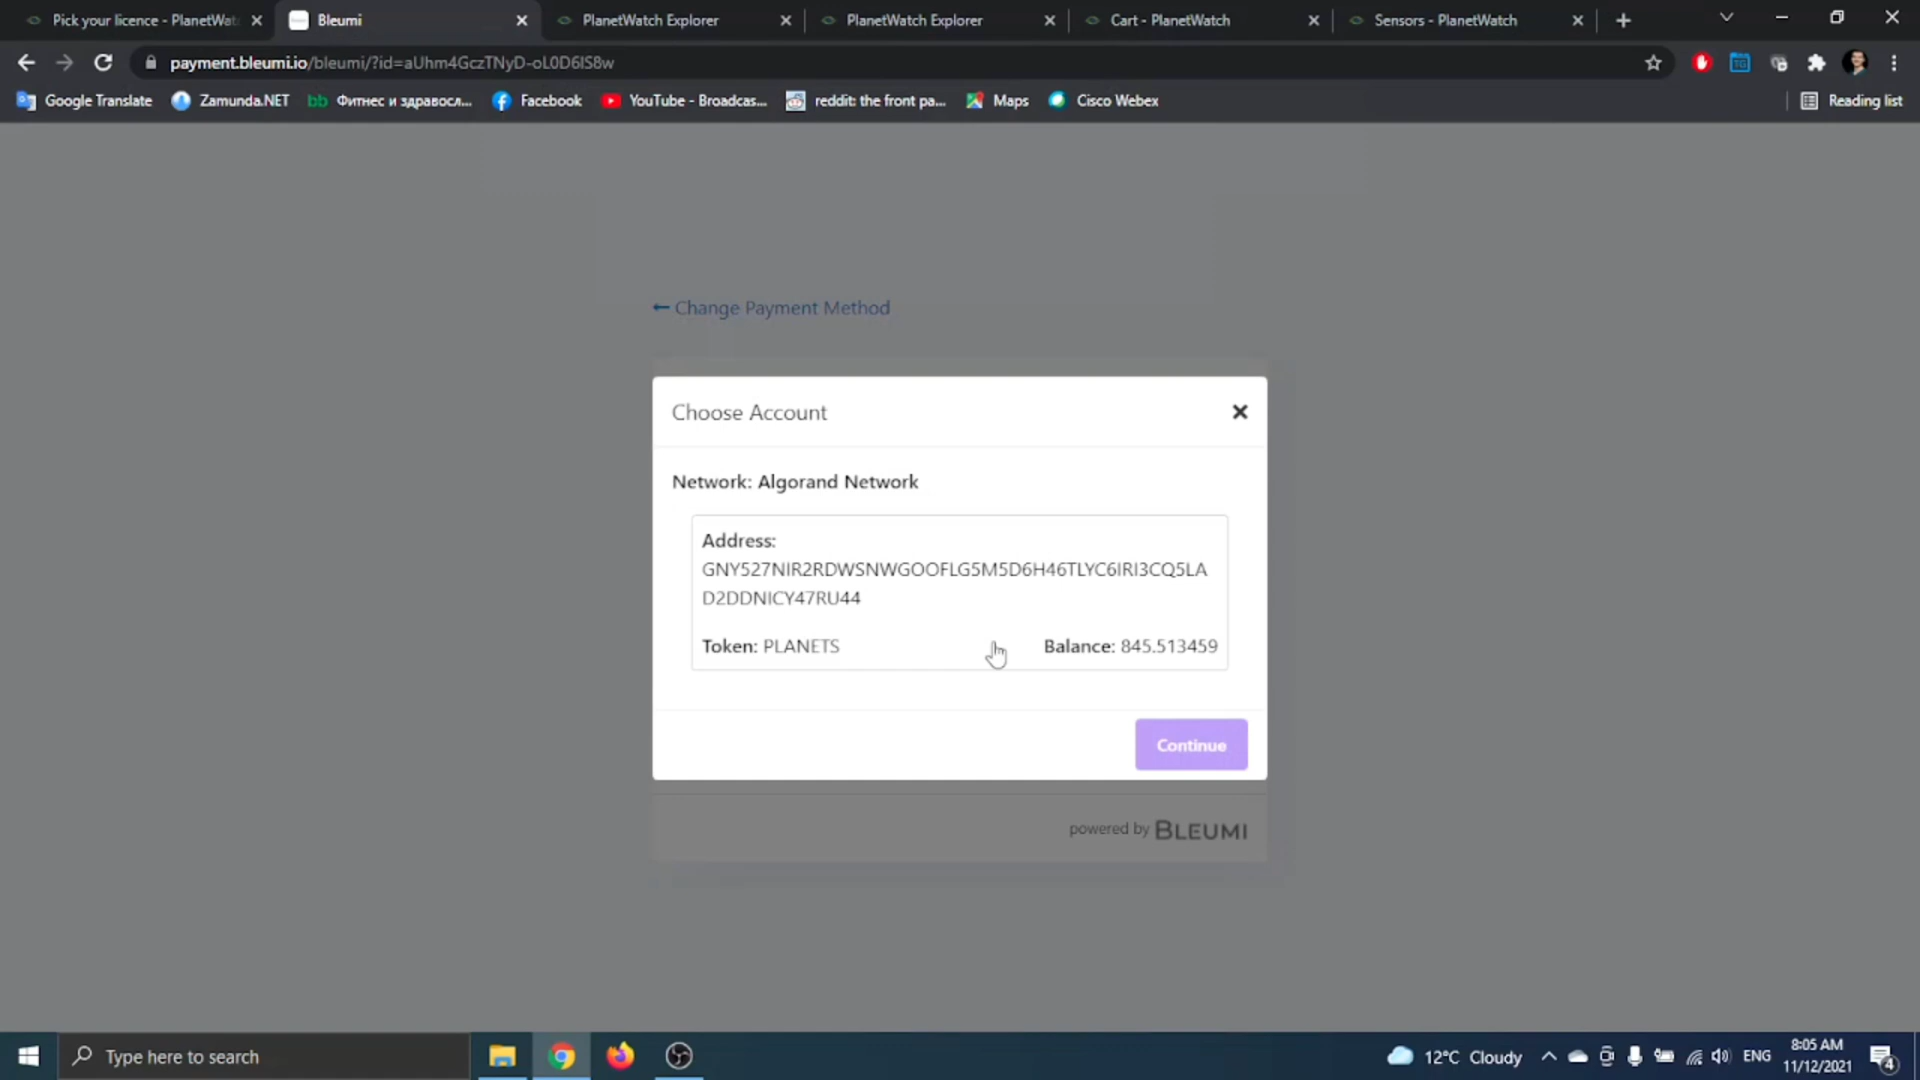 Pick your licence - PlanetWat
Bleumi
PlanetWatch Explorer
PlanetWatch Explorer
Cart - PlanetWatch
Sensors - PlanetWatch
payment.bleumi.io/bleumi/?id=aUhm4GczTNyD-oL0D6lS8w
Google Translate
Zamunda.NET
bb Фитнес и здравосл...
Facebook
YouTube - Broadcas...
reddit: the front pa...
Maps
Cisco Webex
Reading list
← Change Payment Method
Choose Account
Network: Algorand Network
Address:
GNY527NIR2RDWSNWGOOFLG5M5D6H46TLYC6IRI3CQ5LA
D2DDNICY47RU44
Token: PLANETS Balance: 845.513459
Continue
powered by BLEUMI
Type here to search
12°C Cloudy
ENG
8:05 AM
11/12/2021
4